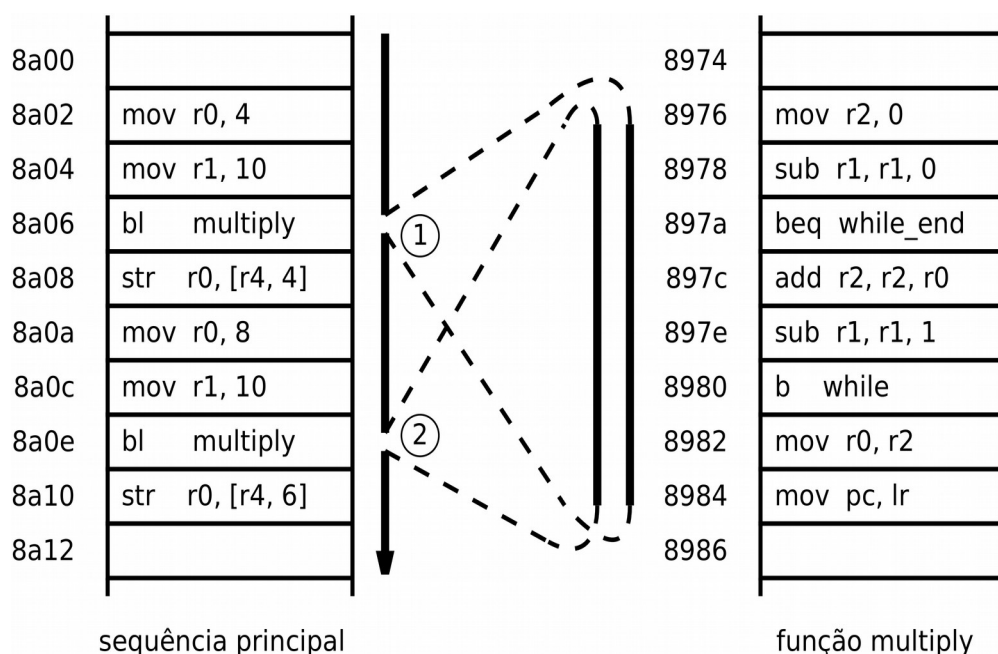 8a00
8a02 mov r0, 4
8a04 mov r1, 10
8a06 bl multiply
8a08 str r0, [r4, 4]
8a0a mov r0, 8
8a0c mov r1, 10
8a0e bl multiply
8a10 str r0, [r4, 6]
8a12
sequência principal
1
2
8974
8976 mov r2, 0
8978 sub r1, r1, 0
897a beq while_end
897c add r2, r2, r0
897e sub r1, r1, 1
8980 b while
8982 mov r0, r2
8984 mov pc, lr
8986
função multiply